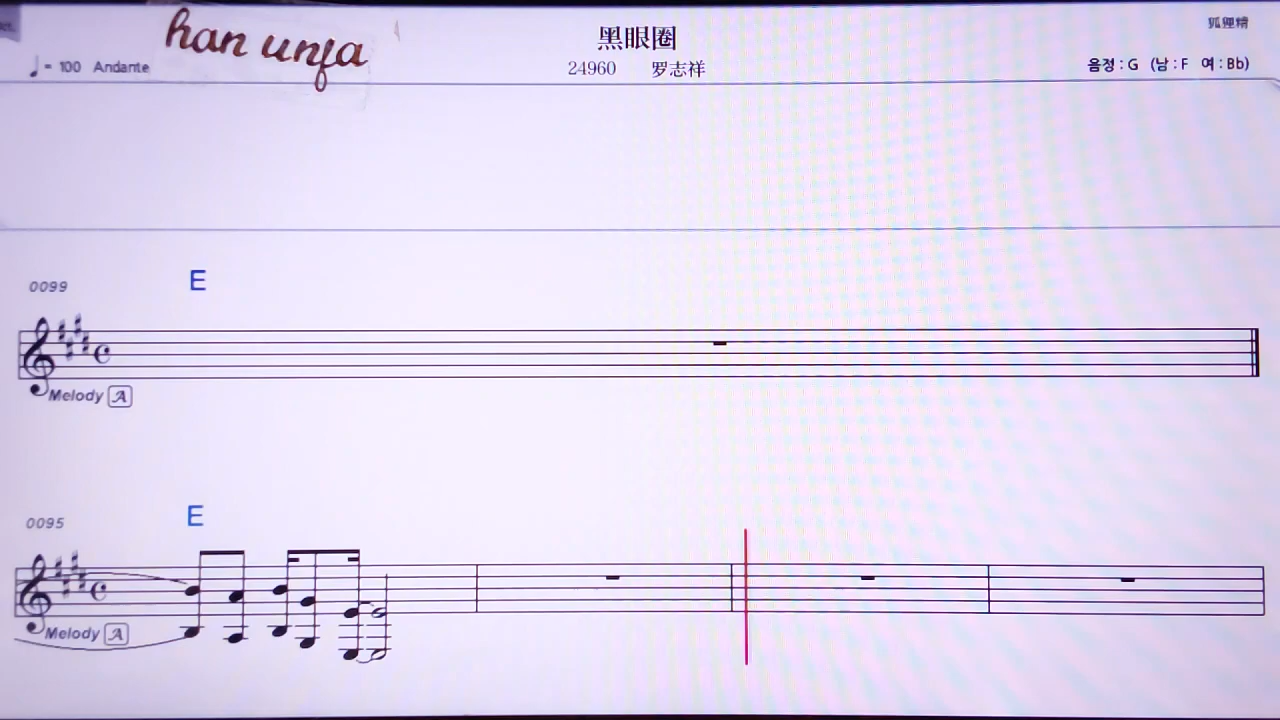 han unfa
黑眼圈
狐狸精
♩= 100 Andante
24960 罗志祥
음정 : G (남 : F 여 : Bb)
0099 E
Melody A
0095 E
Melody A